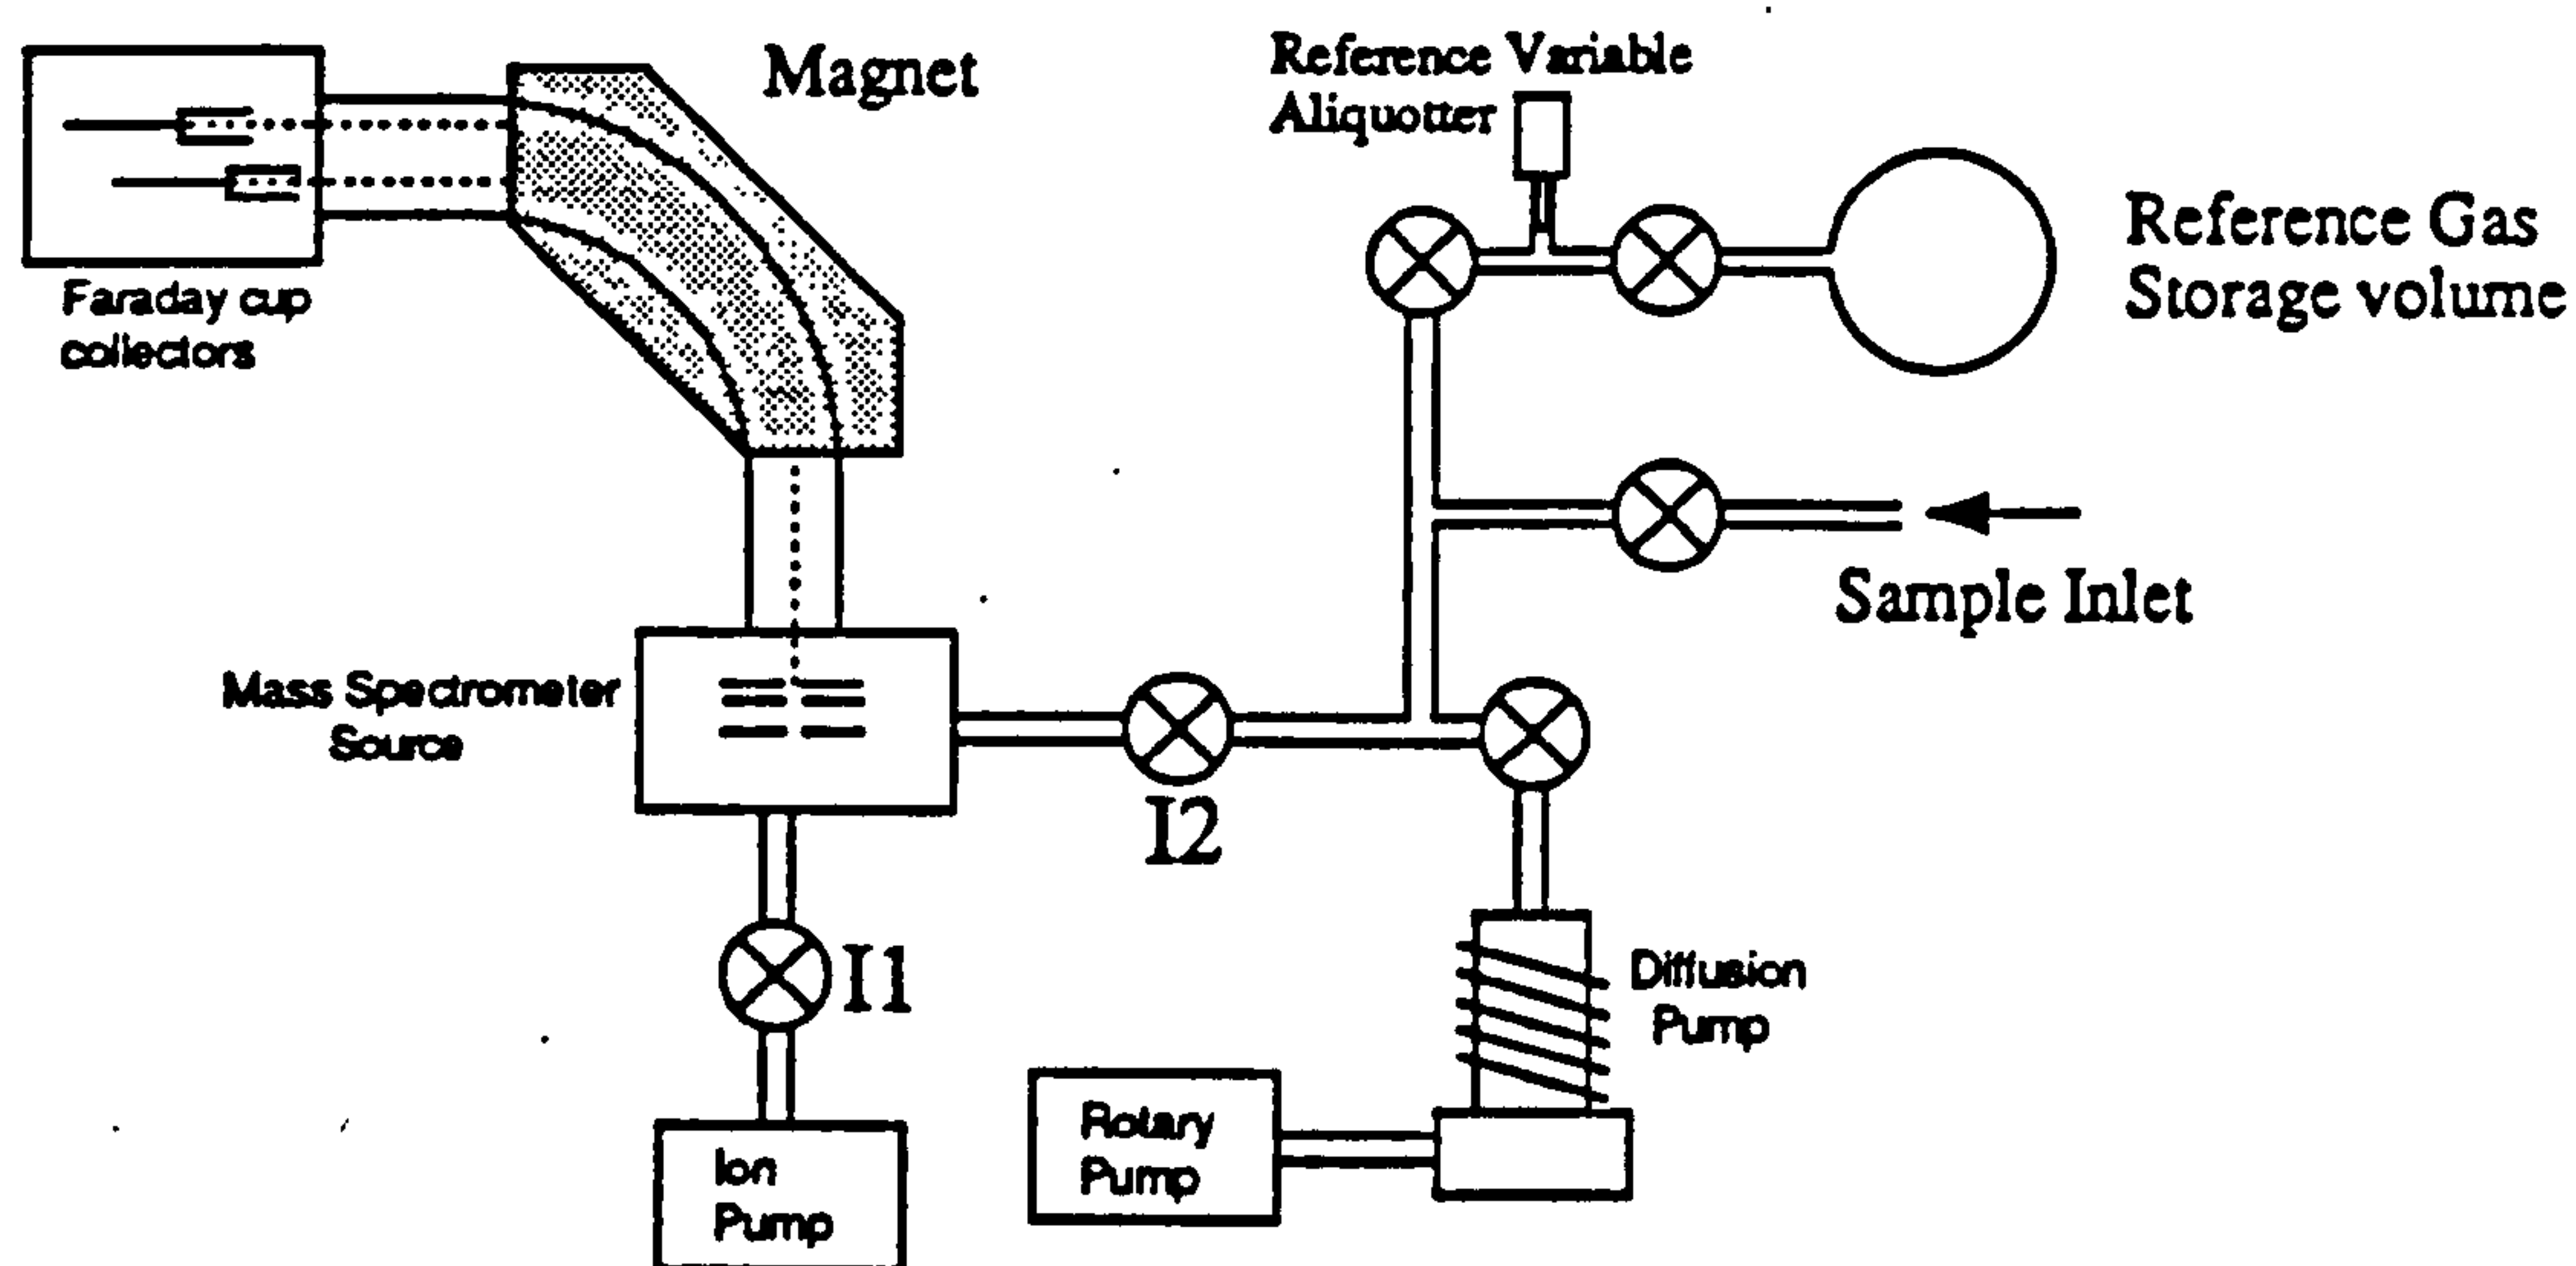 Magnet
Reference Variable
Aliquotter
Reference Gas
Storage volume
Faraday cup
collectors
Sample Inlet
Mass Spectrometer
Source
I2
I1
Diffusion
Pump
Rotary
Pump
Ion
Pump